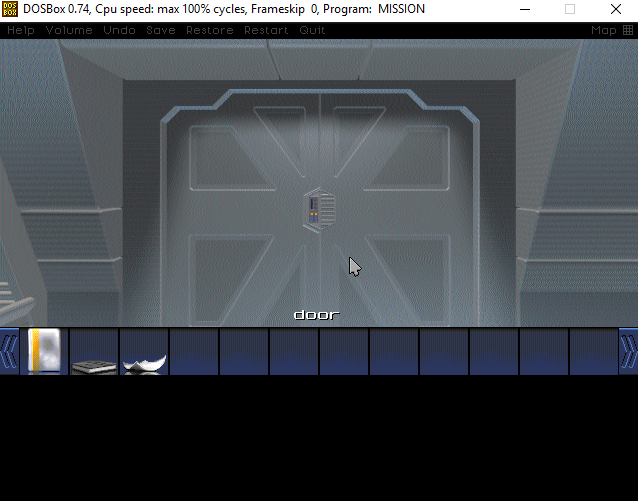 DOSBox 0.74, Cpu speed: max 100% cycles, Frameskip 0, Program: MISSION
Help Volume Undo Save Restore Restart Quit Map
door